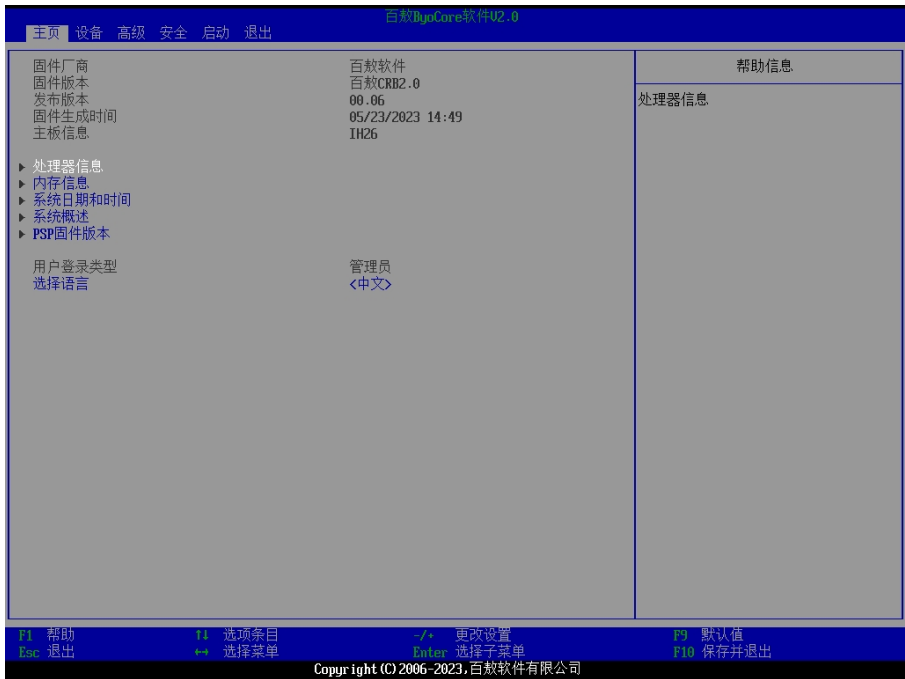 百敖ByoCore软件V2.0
主页 设备 高级 安全 启动 退出
固件厂商 百敖软件
固件版本 百敖CRB2.0
发布版本 00.06
固件生成时间 05/23/2023 14:49
主板信息 IH26
处理器信息
内存信息
系统日期和时间
系统概述
PSP固件版本
用户登录类型 管理员
选择语言 <中文>
帮助信息
处理器信息
F1 帮助 ↑↓ 选项条目 -/+ 更改设置 F9 默认值
Esc 退出 ←→ 选择菜单 Enter 选择子菜单 F10 保存并退出
Copyright(C)2006-2023,百敖软件有限公司